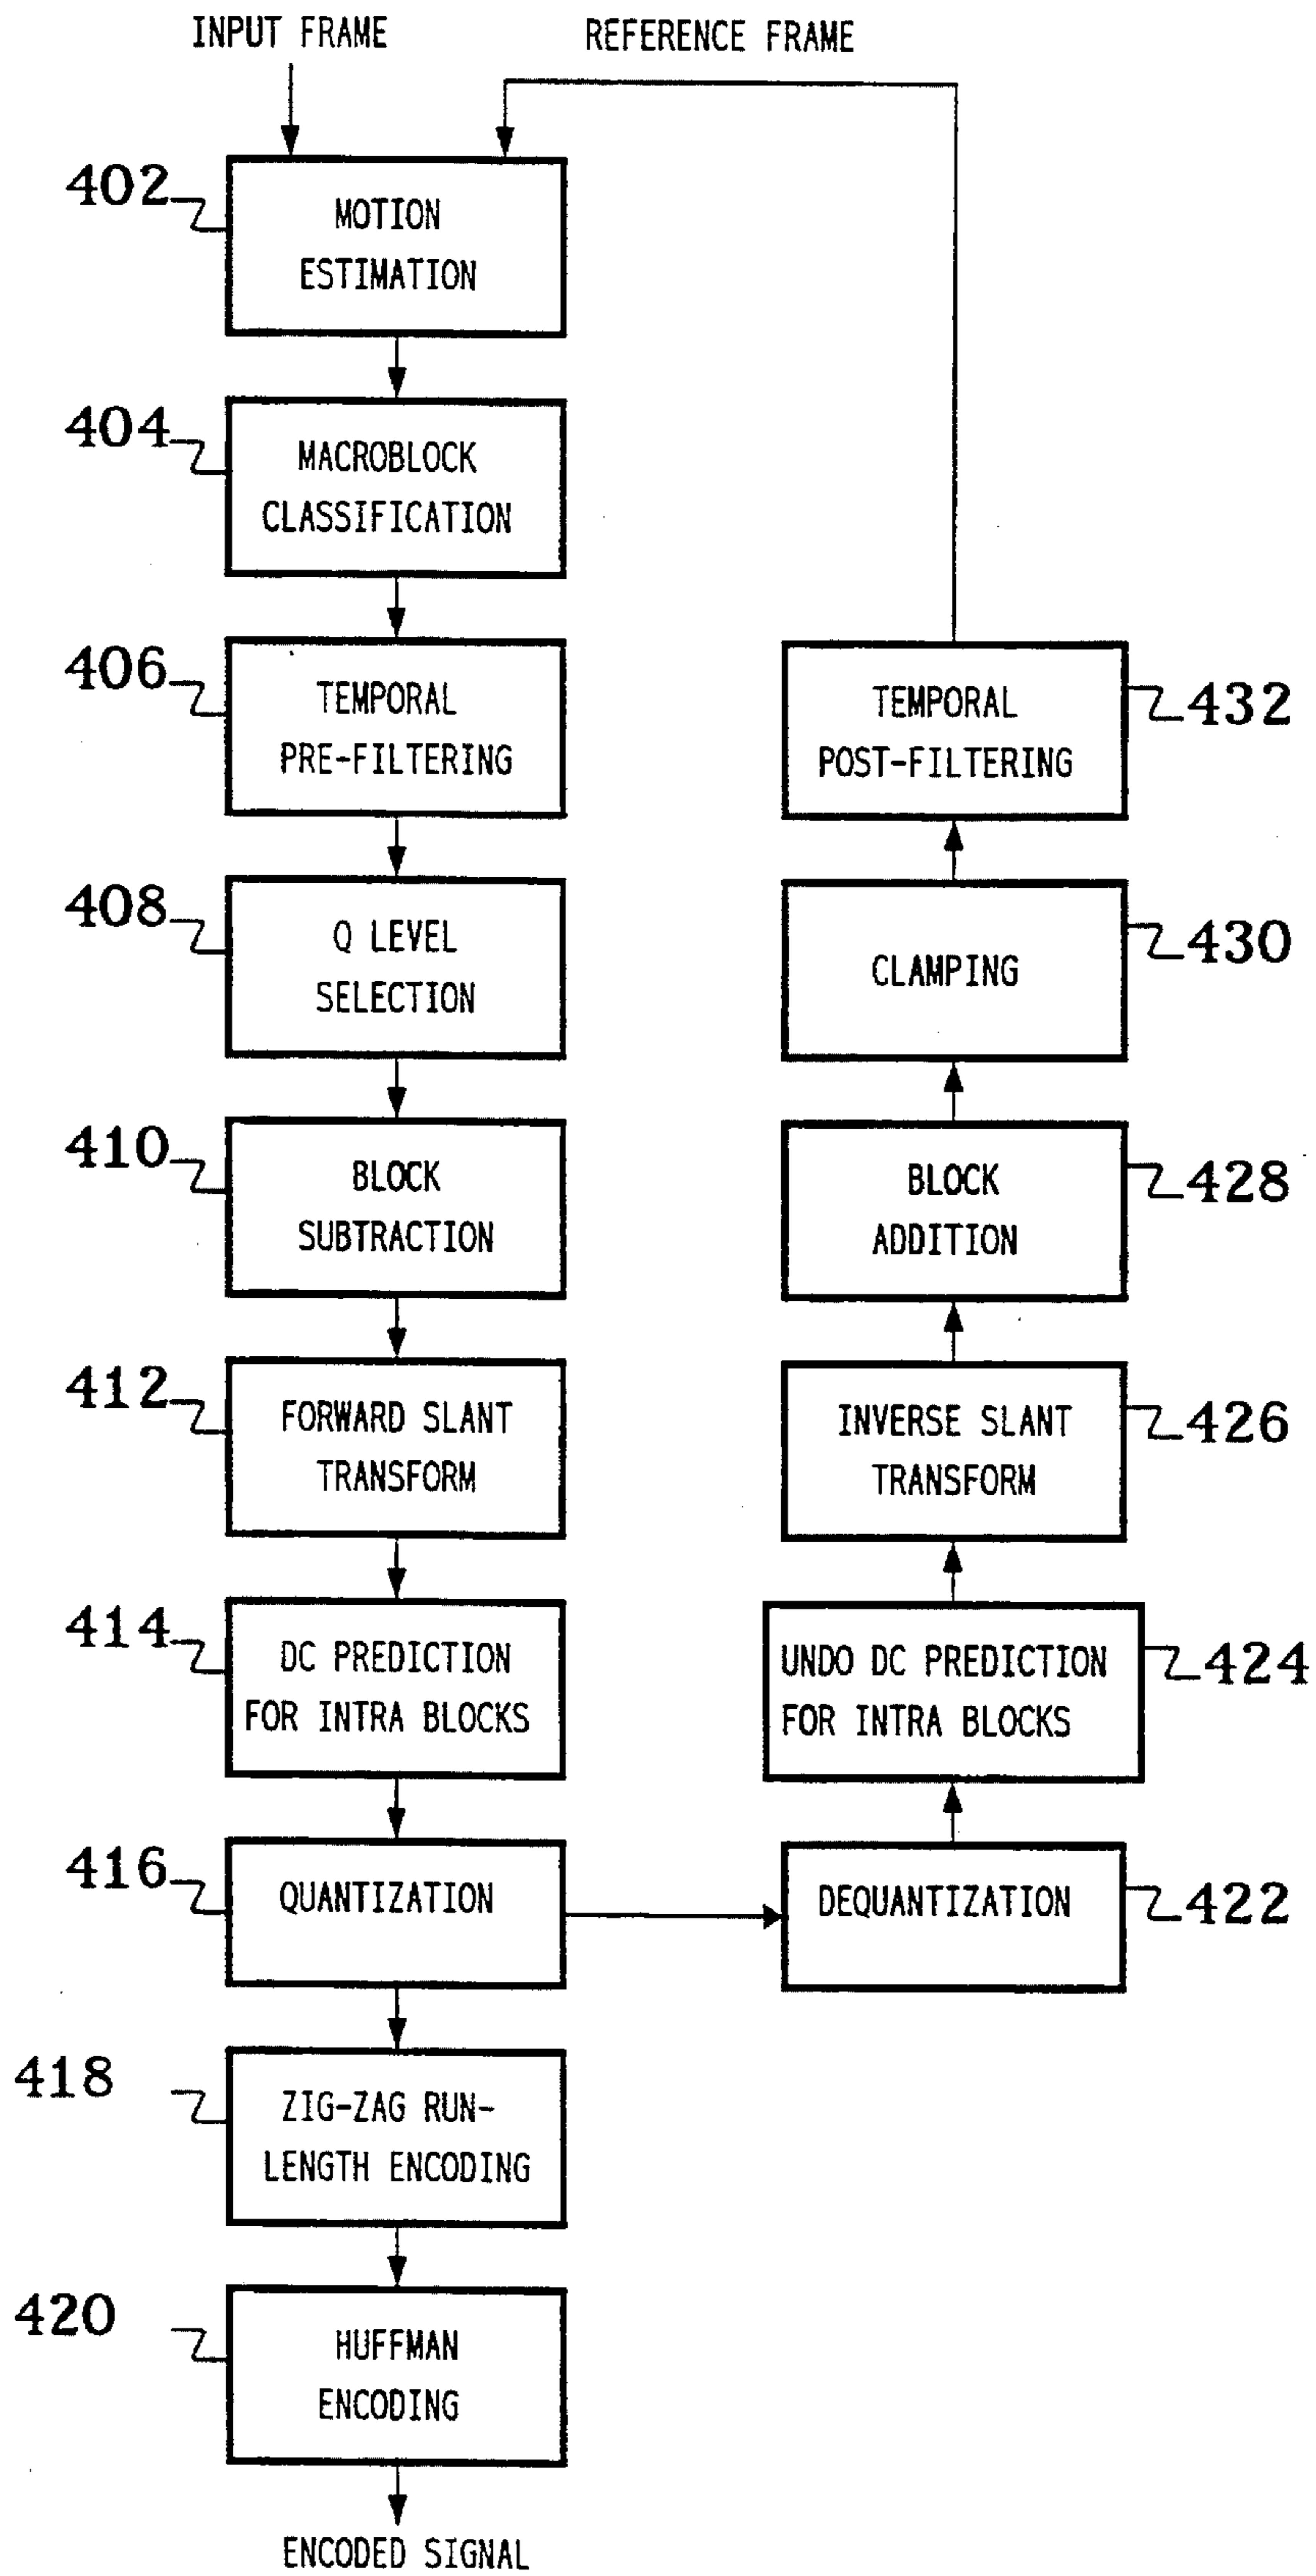 INPUT FRAME
REFERENCE FRAME
402
MOTION
ESTIMATION
404
MACROBLOCK
CLASSIFICATION
406
TEMPORAL
PRE-FILTERING
408
Q LEVEL
SELECTION
410
BLOCK
SUBTRACTION
412
FORWARD SLANT
TRANSFORM
414
DC PREDICTION
FOR INTRA BLOCKS
416
QUANTIZATION
418
ZIG-ZAG RUN-
LENGTH ENCODING
420
HUFFMAN
ENCODING
ENCODED SIGNAL
TEMPORAL
POST-FILTERING
432
CLAMPING
430
BLOCK
ADDITION
428
INVERSE SLANT
TRANSFORM
426
UNDO DC PREDICTION
FOR INTRA BLOCKS
424
DEQUANTIZATION
422